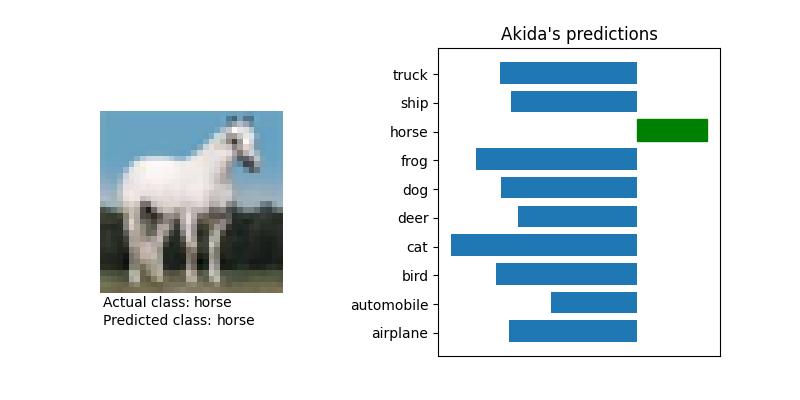 Akida's predictions
truck
ship
horse
frog
dog
deer
cat
bird
automobile
airplane
Actual class: horse
Predicted class: horse